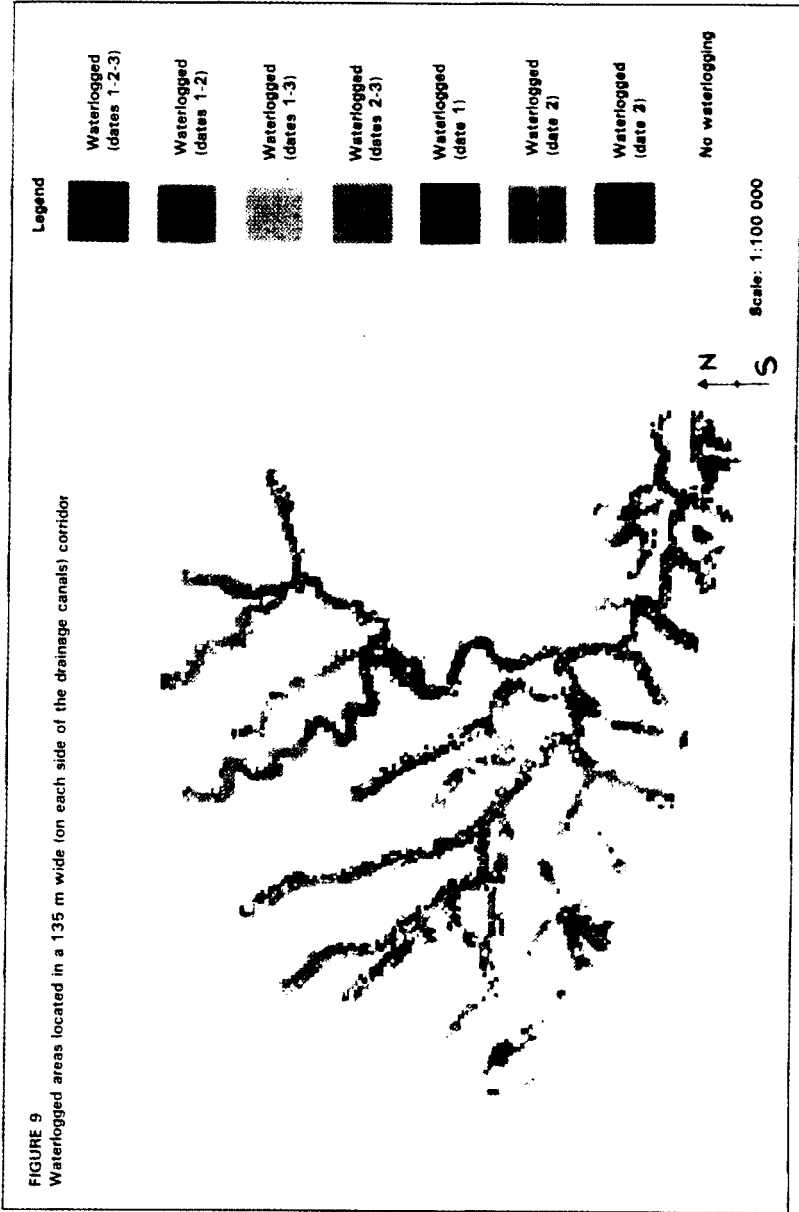 FIGURE 9
Waterlogged areas located in a 135 m wide (on each side of the drainage canals) corridor
Legend
Waterlogged
(dates 1-2-3)
Waterlogged
(dates 1-2)
Waterlogged
(dates 1-3)
Waterlogged
(dates 2-3)
Waterlogged
(date 1)
Waterlogged
(date 2)
Waterlogged
(date 3)
No waterlogging
N
S
Scale: 1:100 000